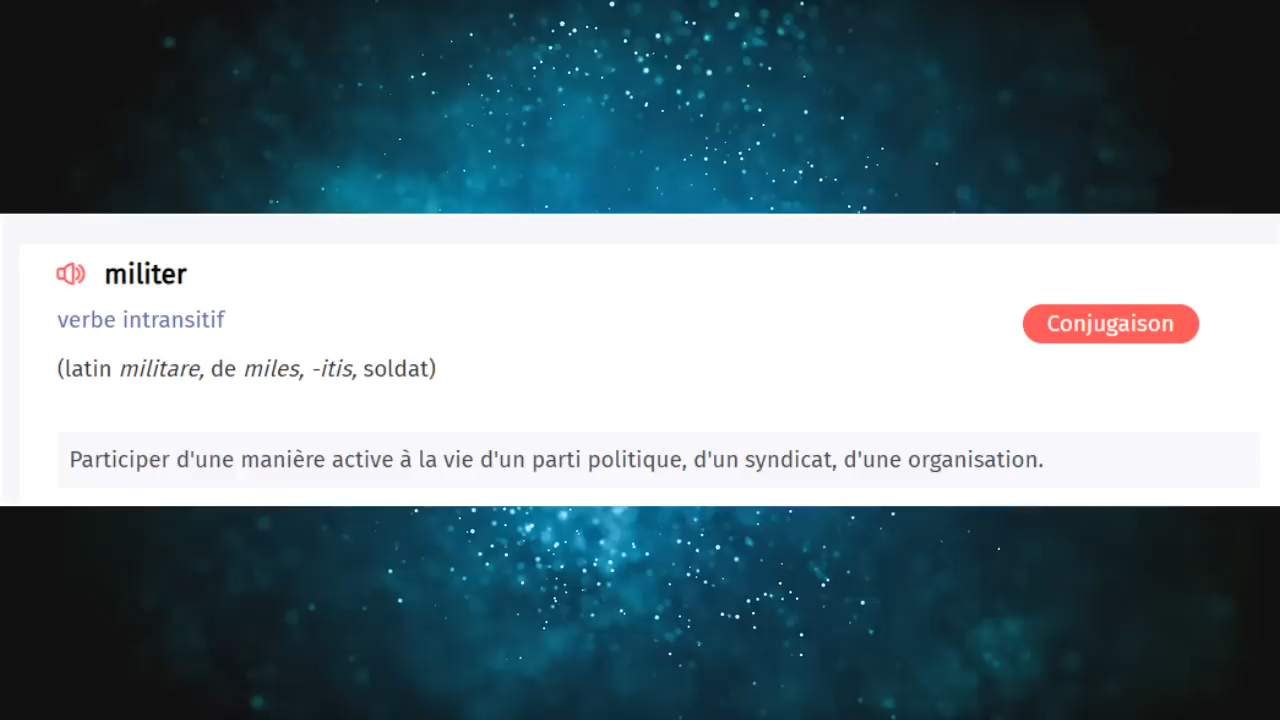 militer
verbe intransitif
Conjugaison
(latin militare, de miles, -itis, soldat)
Participer d'une manière active à la vie d'un parti politique, d'un syndicat, d'une organisation.